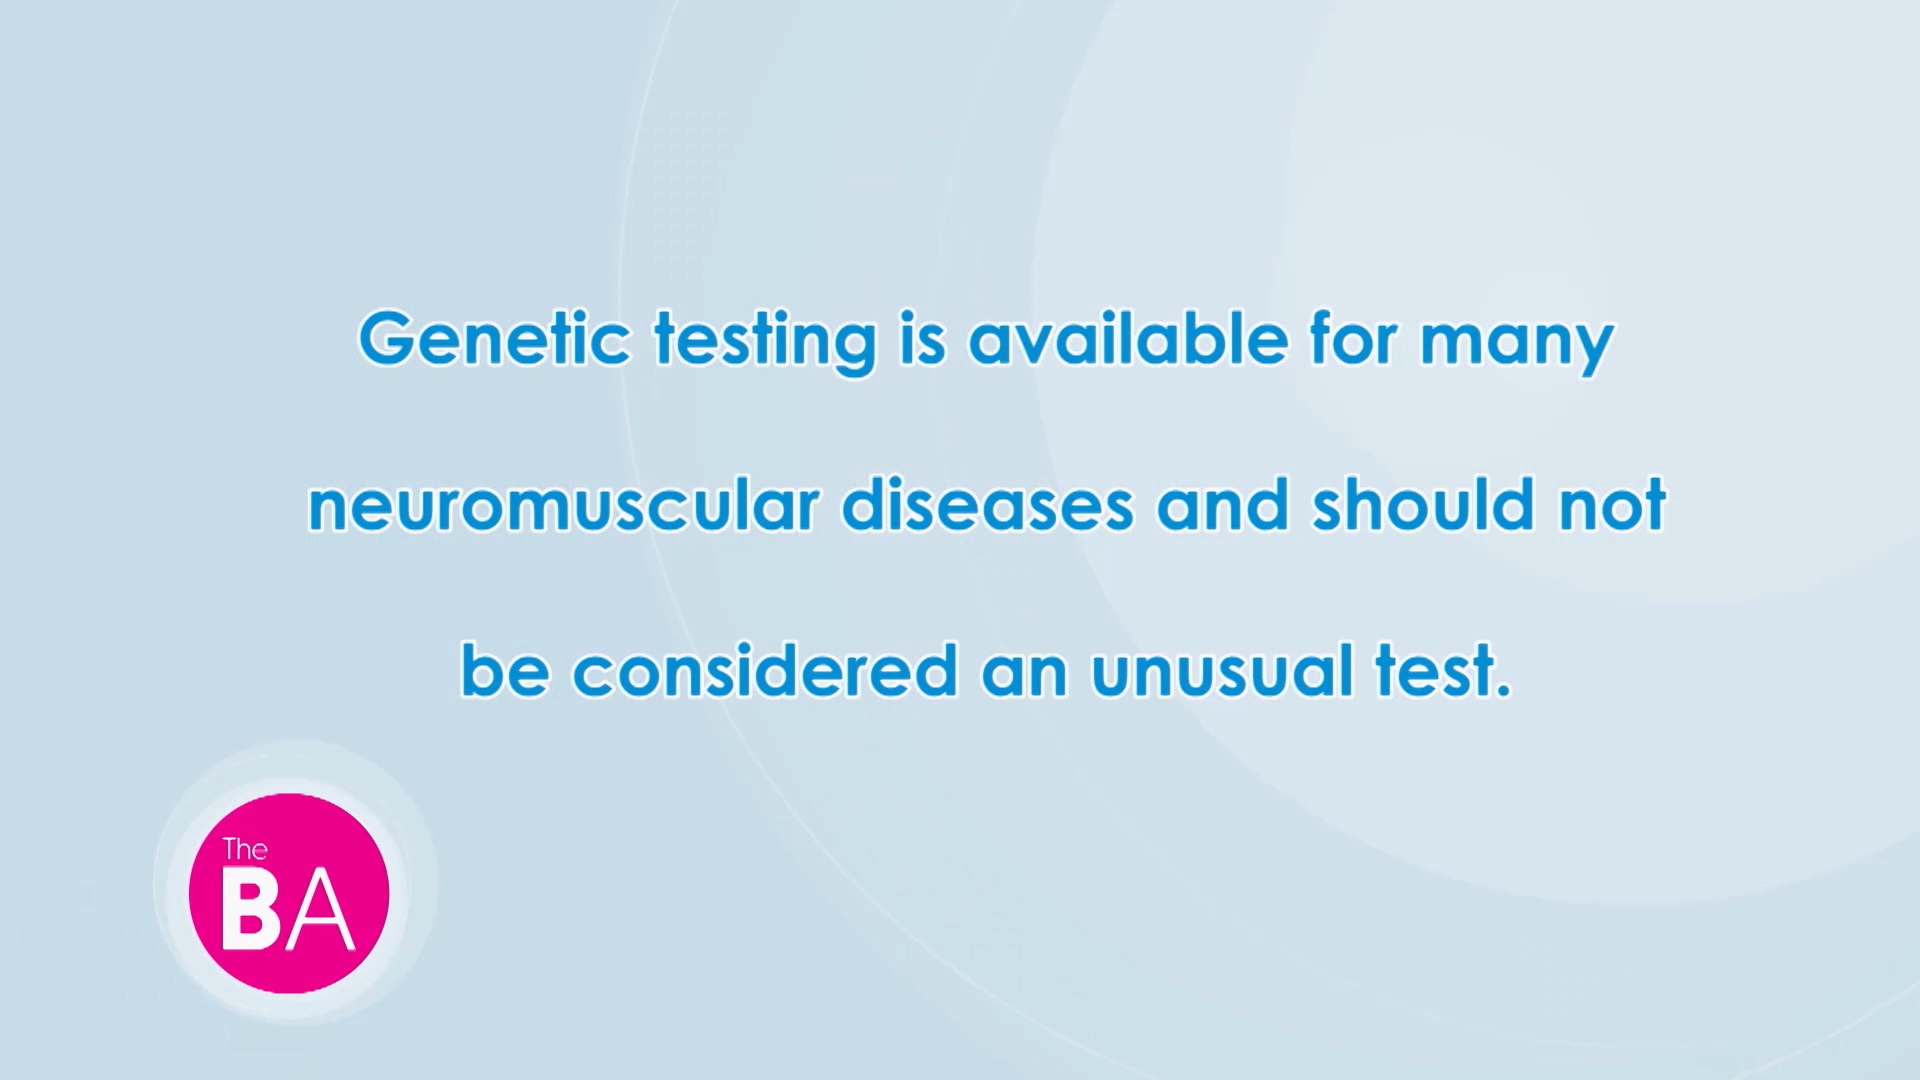 Genetic testing is available for many
neuromuscular diseases and should not
be considered an unusual test.
The
BA